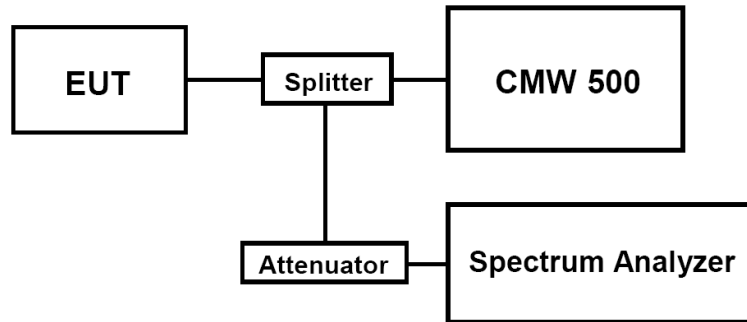 EUT
Splitter
CMW 500
Attenuator
Spectrum Analyzer